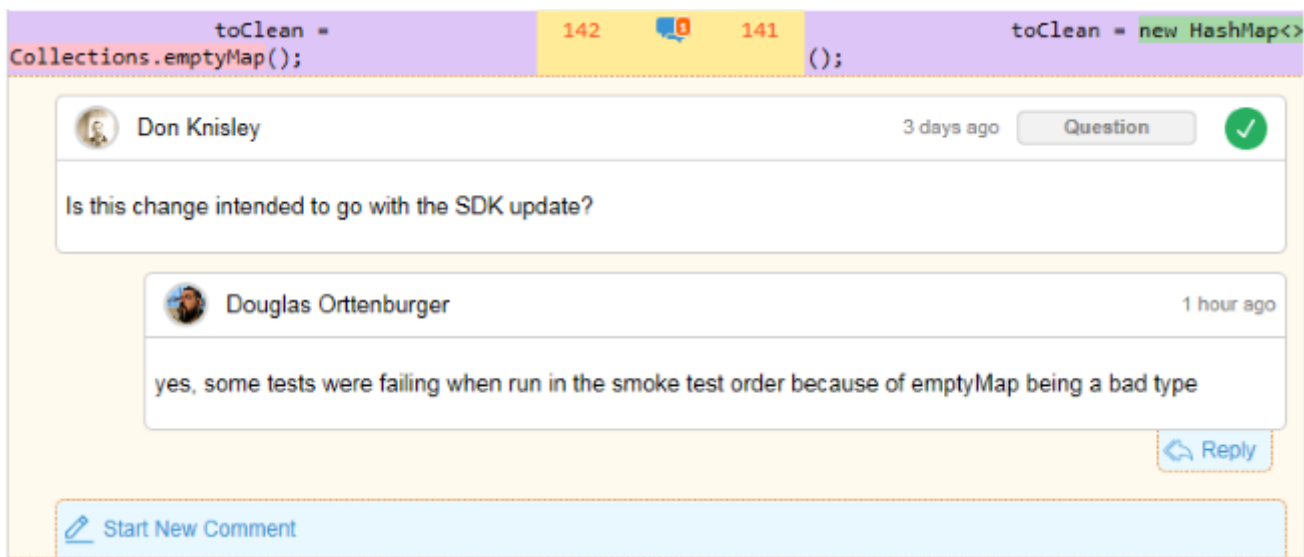 toClean =
Collections.emptyMap();
142 1 141
toClean = new HashMap<>
();
Don Knisley 3 days ago Question
Is this change intended to go with the SDK update?
Douglas Orttenburger 1 hour ago
yes, some tests were failing when run in the smoke test order because of emptyMap being a bad type
Reply
Start New Comment